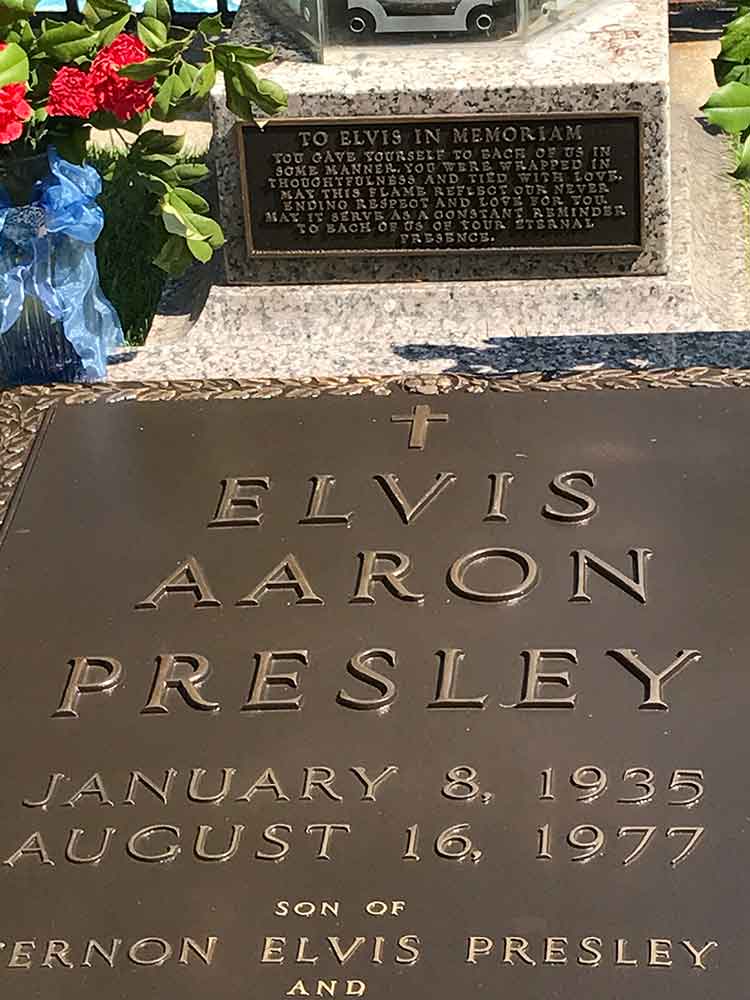 TO ELVIS IN MEMORIAM
YOU GAVE YOURSELF TO EACH OF US IN
SOME MANNER. YOU WERE WRAPPED IN
THOUGHTFULNESS AND TIED WITH LOVE.
MAY THIS FLAME REFLECT OUR NEVER
ENDING RESPECT AND LOVE FOR YOU.
MAY IT SERVE AS A CONSTANT REMINDER
TO EACH OF US OF YOUR ETERNAL
PRESENCE.
ELVIS
AARON
PRESLEY
JANUARY 8, 1935
AUGUST 16, 1977
SON OF
ERNON ELVIS PRESLEY
AND